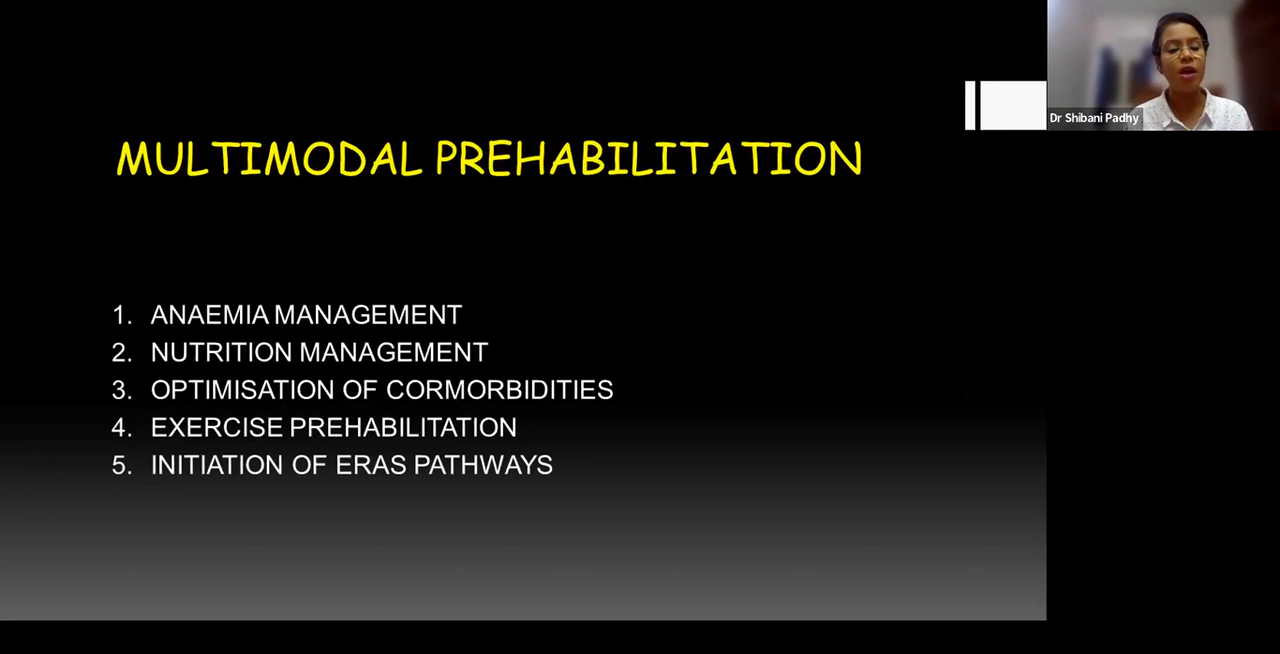 Dr Shibani Padhy
MULTIMODAL PREHABILITATION
1. ANAEMIA MANAGEMENT
2. NUTRITION MANAGEMENT
3. OPTIMISATION OF CORMORBIDITIES
4. EXERCISE PREHABILITATION
5. INITIATION OF ERAS PATHWAYS